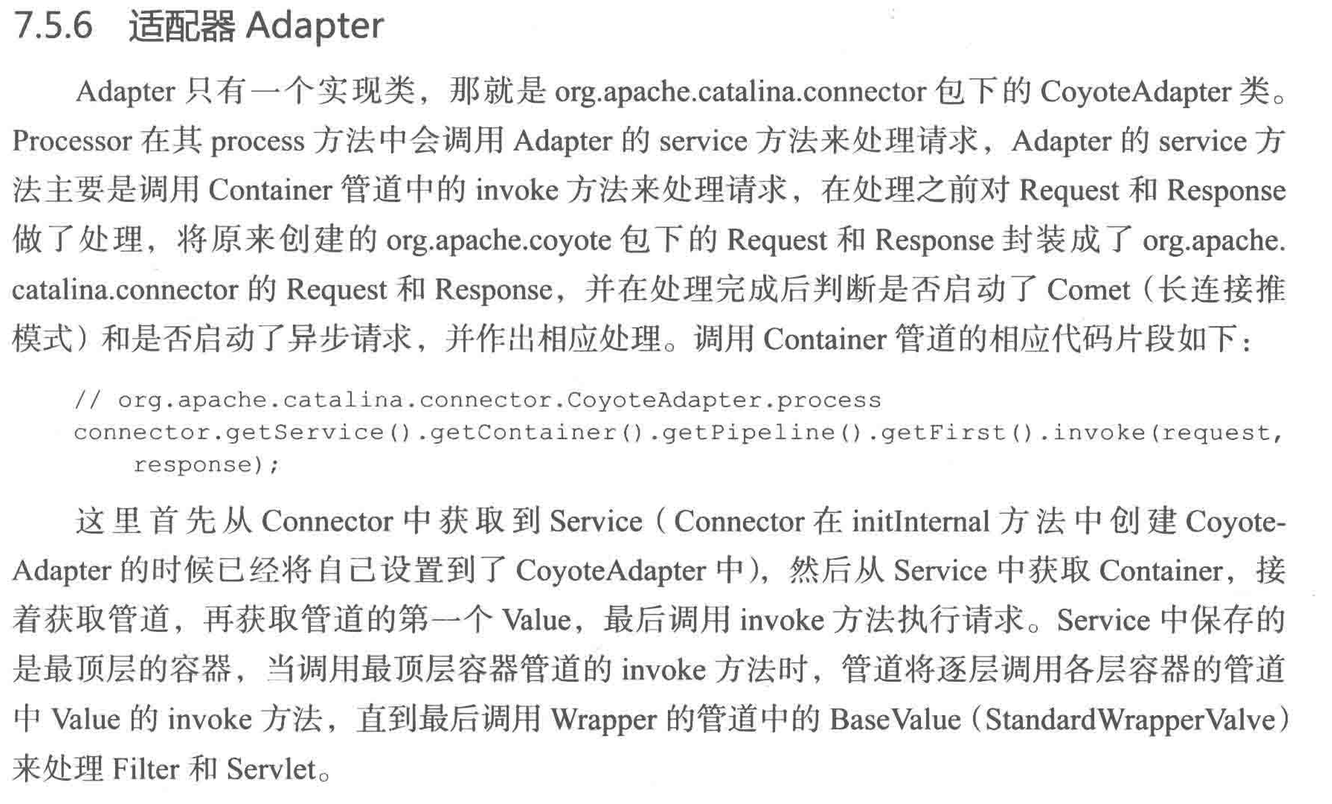 7.5.6 适配器 Adapter
Adapter 只有一个实现类，那就是 org.apache.catalina.connector 包下的 CoyoteAdapter 类。
Processor 在其 process 方法中会调用 Adapter 的 service 方法来处理请求，Adapter 的 service 方
法主要是调用 Container 管道中的 invoke 方法来处理请求，在处理之前对 Request 和 Response
做了处理，将原来创建的 org.apache.coyote 包下的 Request 和 Response 封装成了 org.apache.
catalina.connector 的 Request 和 Response，并在处理完成后判断是否启动了 Comet（长连接推
模式）和是否启动了异步请求，并作出相应处理。调用 Container 管道的相应代码片段如下：
// org.apache.catalina.connector.CoyoteAdapter.process
connector.getService().getContainer().getPipeline().getFirst().invoke(request,
response);
这里首先从 Connector 中获取到 Service（Connector 在 initInternal 方法中创建 Coyote-
Adapter 的时候已经将自己设置到了 CoyoteAdapter 中），然后从 Service 中获取 Container，接
着获取管道，再获取管道的第一个 Value，最后调用 invoke 方法执行请求。Service 中保存的
是最顶层的容器，当调用最顶层容器管道的 invoke 方法时，管道将逐层调用各层容器的管道
中 Value 的 invoke 方法，直到最后调用 Wrapper 的管道中的 BaseValue（StandardWrapperValve）
来处理 Filter 和 Servlet。